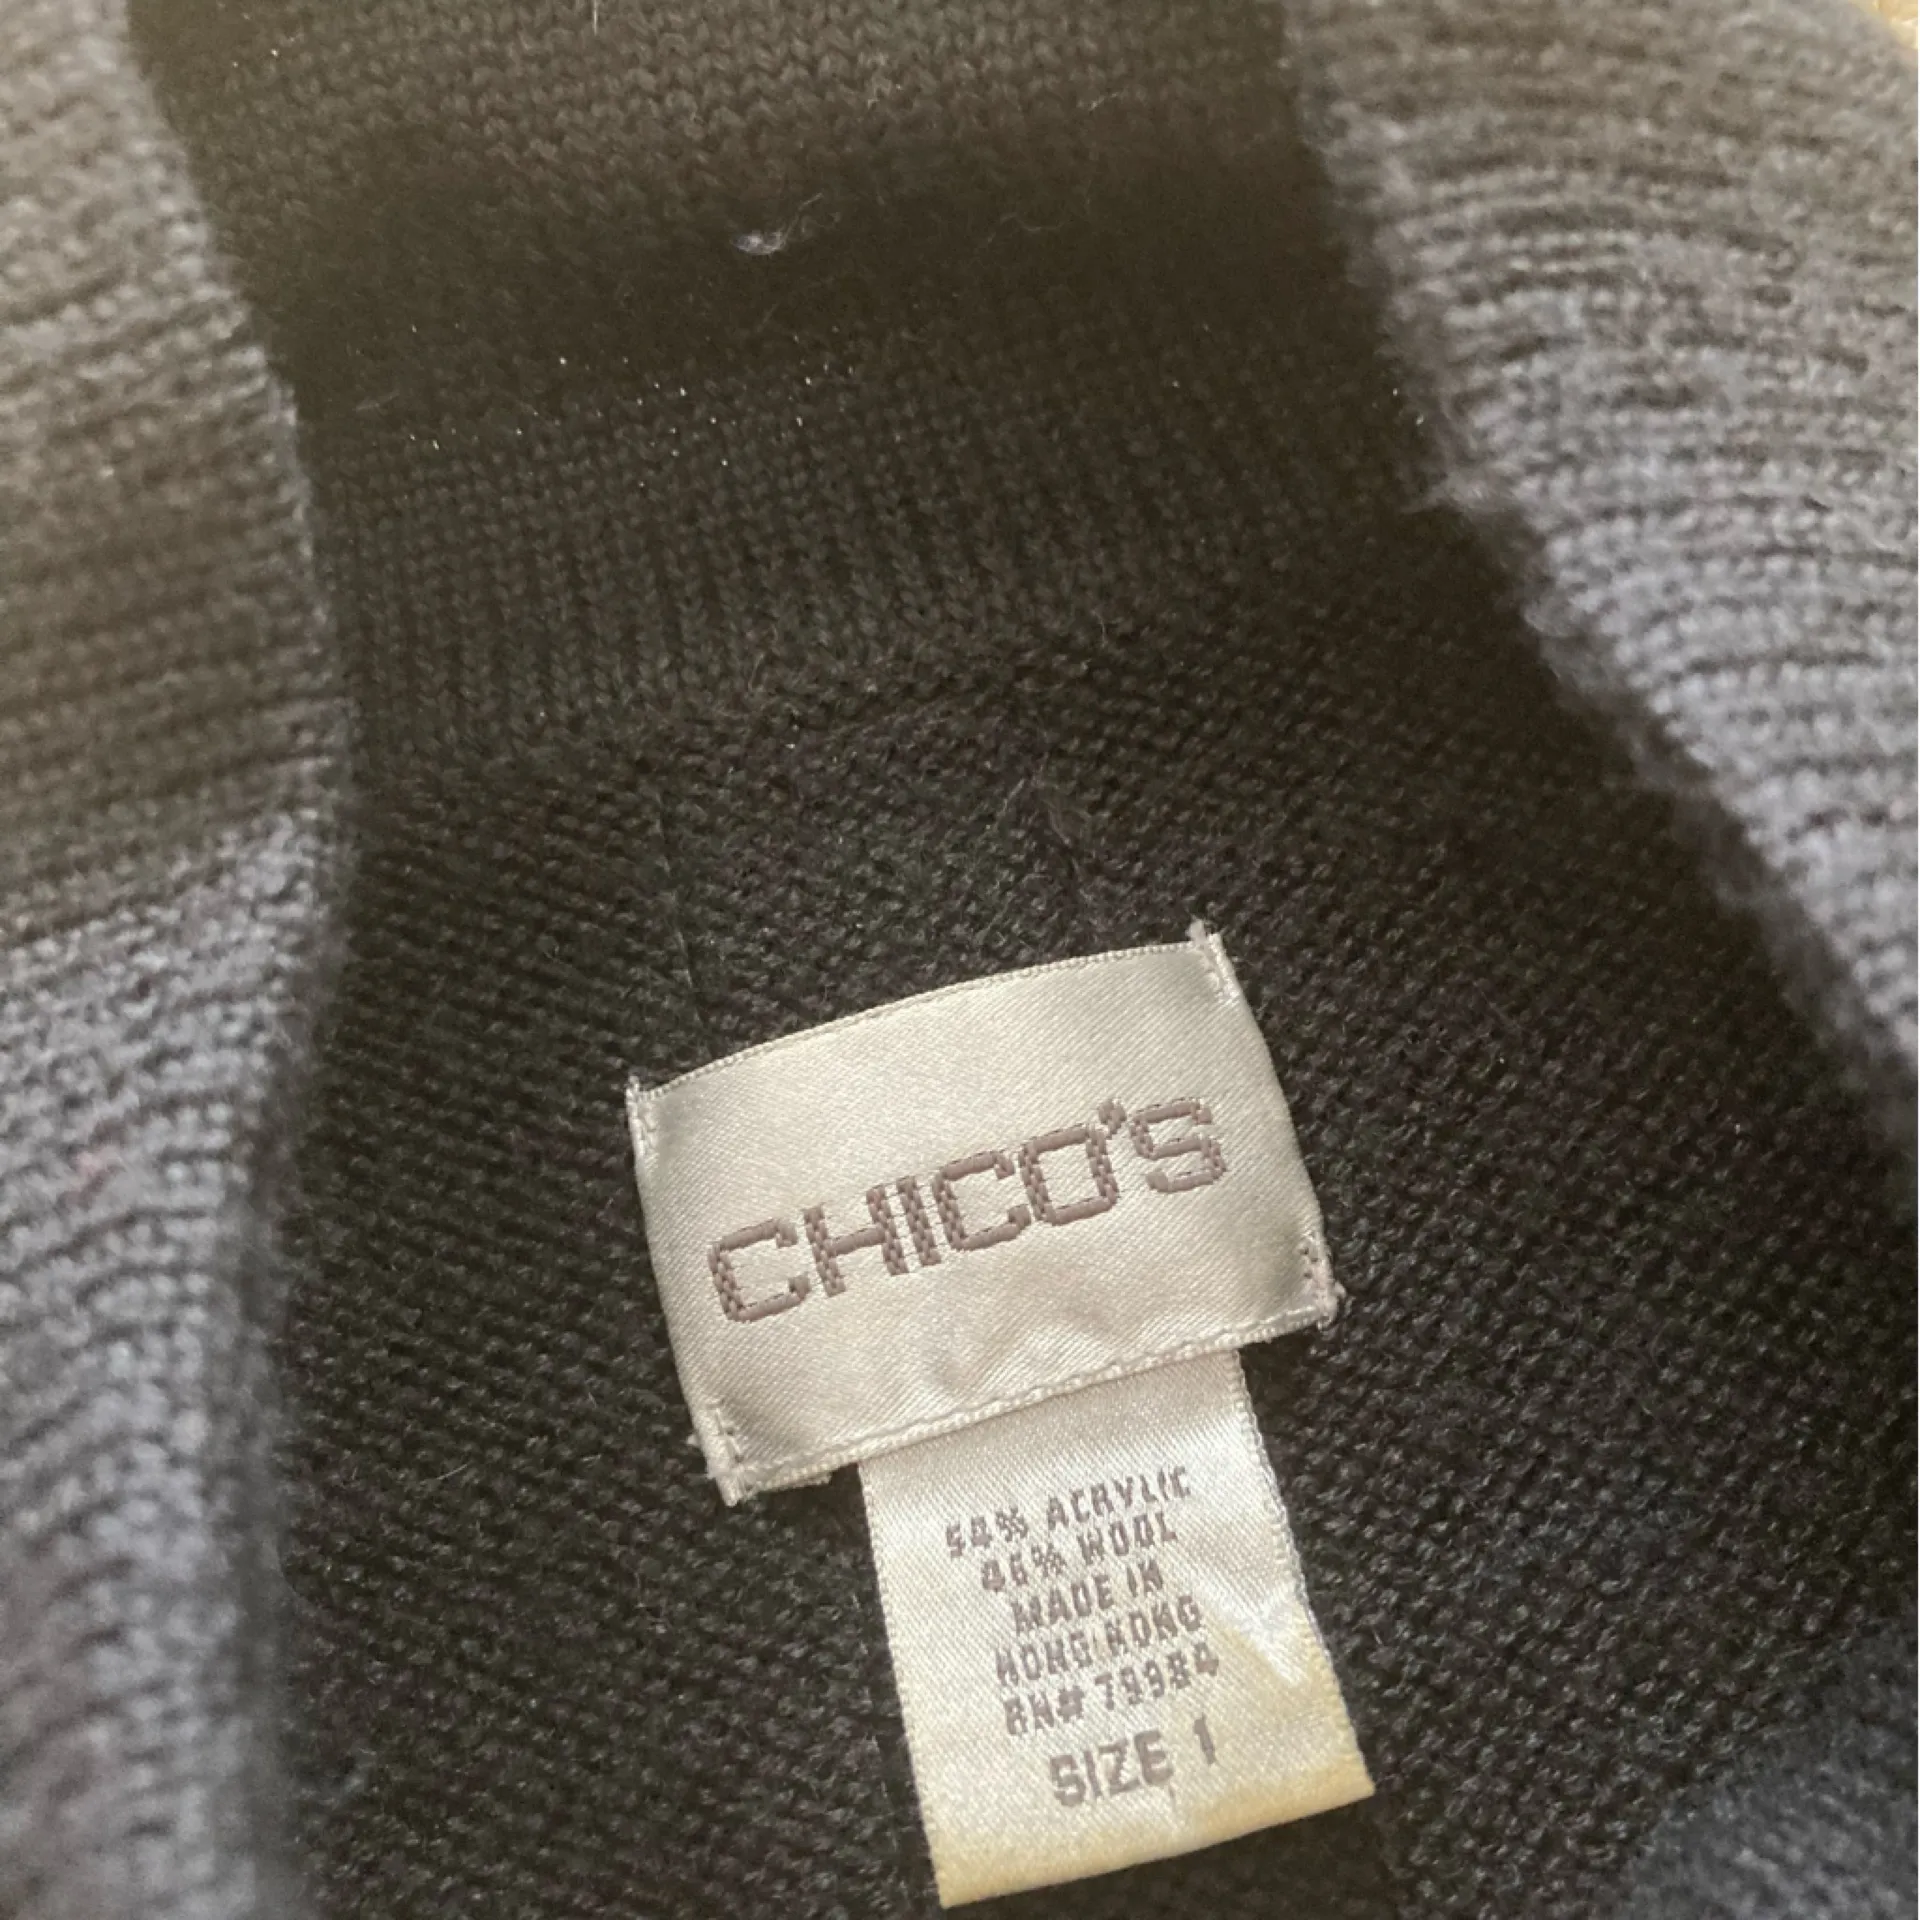 CHICO'S
54% ACRYLIC
46% WOOL
MADE IN
HONG KONG
RN# 79984
SIZE 1